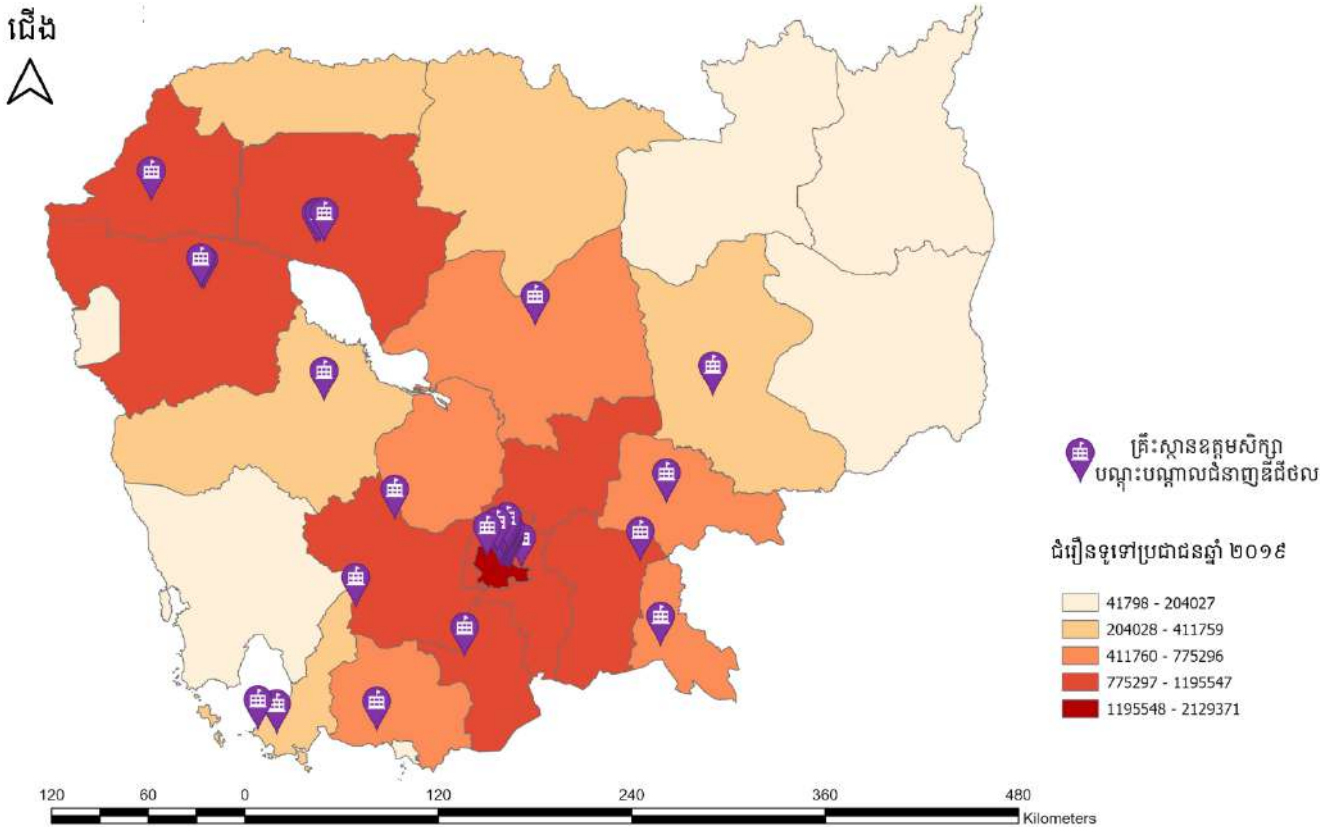 ជើង
គ្រឹះស្ថានឧត្តមសិក្សា
បណ្តុះបណ្តាលជំនាញឌីជីថល
ជំរឿនទូទៅប្រជាជនឆ្នាំ ២០១៩
41798 - 204027
204028 - 411759
411760 - 775296
775297 - 1195547
1195548 - 2129371
120 60 0 120 240 360 480
Kilometers